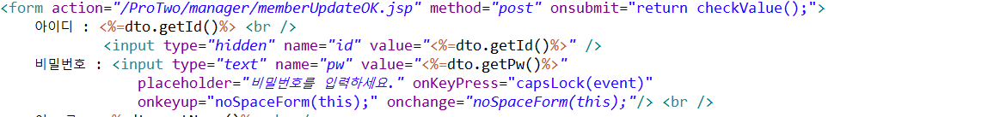 <form action="/ProTwo/manager/memberUpdateOK.jsp" method="post" onsubmit="return checkValue();">
아이디 : <%=dto.getId()%> <br />
<input type="hidden" name="id" value="<%=dto.getId()%>" />
비밀번호 : <input type="text" name="pw" value="<%=dto.getPw()%>"
placeholder="비밀번호를 입력하세요." onKeyPress="capsLock(event)"
onkeyup="noSpaceForm(this);" onchange="noSpaceForm(this);"/> <br />